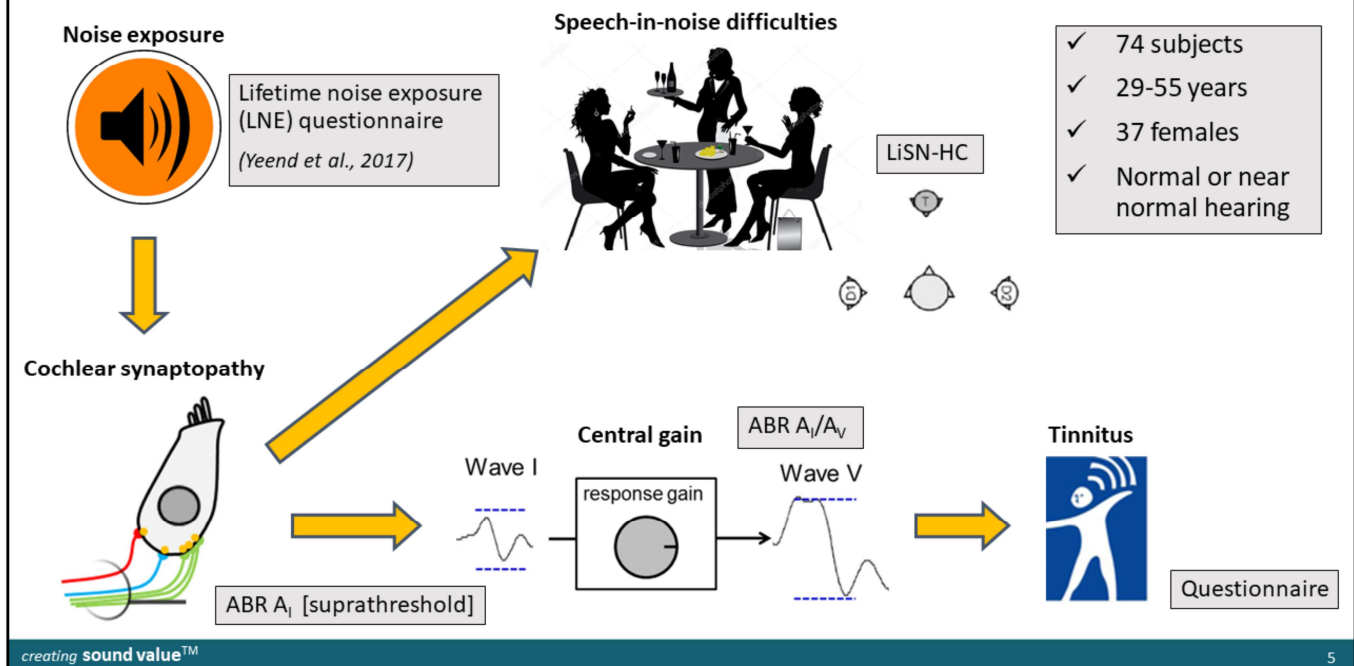 Noise exposure
Lifetime noise exposure
(LNE) questionnaire
(Yeend et al., 2017)
Speech-in-noise difficulties
LiSN-HC
T
D1
D2
✓ 74 subjects
✓ 29-55 years
✓ 37 females
✓ Normal or near
normal hearing
Cochlear synaptopathy
ABR AI [suprathreshold]
Wave I
Central gain
response gain
ABR AI/AV
Wave V
Tinnitus
Questionnaire
creating sound value™
5